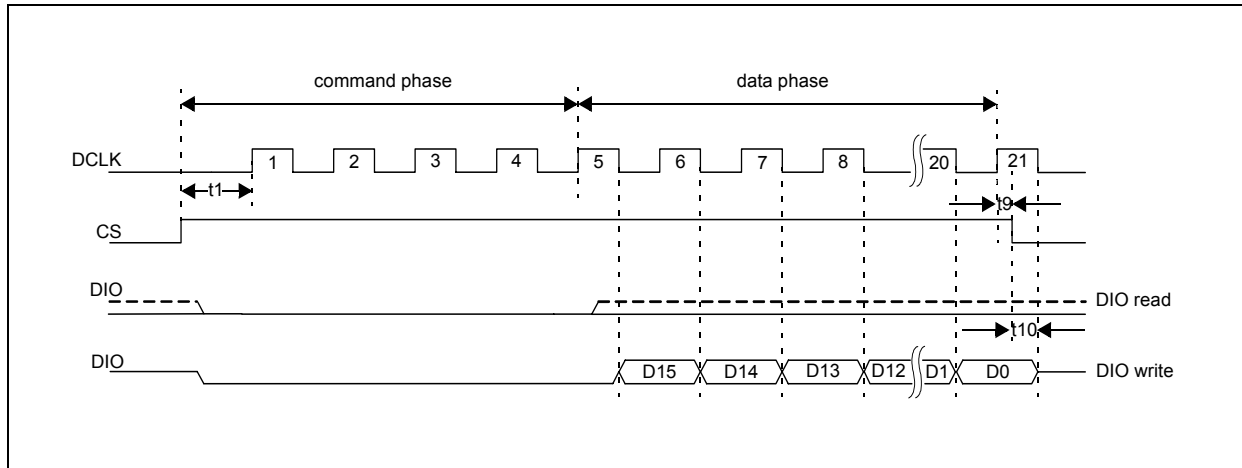 command phase data phase
DCLK 1 2 3 4 5 6 7 8 20 21
t1 t9
CS
DIO DIO read
t10
DIO D15 D14 D13 D12 D1 D0 DIO write